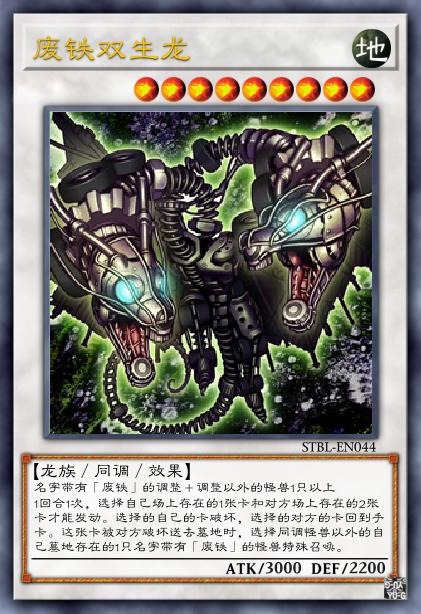 废铁双生龙
地
STBL-EN044
【龙族／同调／效果】
名字带有「废铁」的调整＋调整以外的怪兽1只以上
1回合1次，选择自己场上存在的1张卡和对方场上存在的2张
卡才能发动。选择的自己的卡破坏，选择的对方的卡回到手
卡。这张卡被对方破坏送去墓地时，选择同调怪兽以外的自
己墓地存在的1只名字带有「废铁」的怪兽特殊召唤。
ATK/3000 DEF/2200